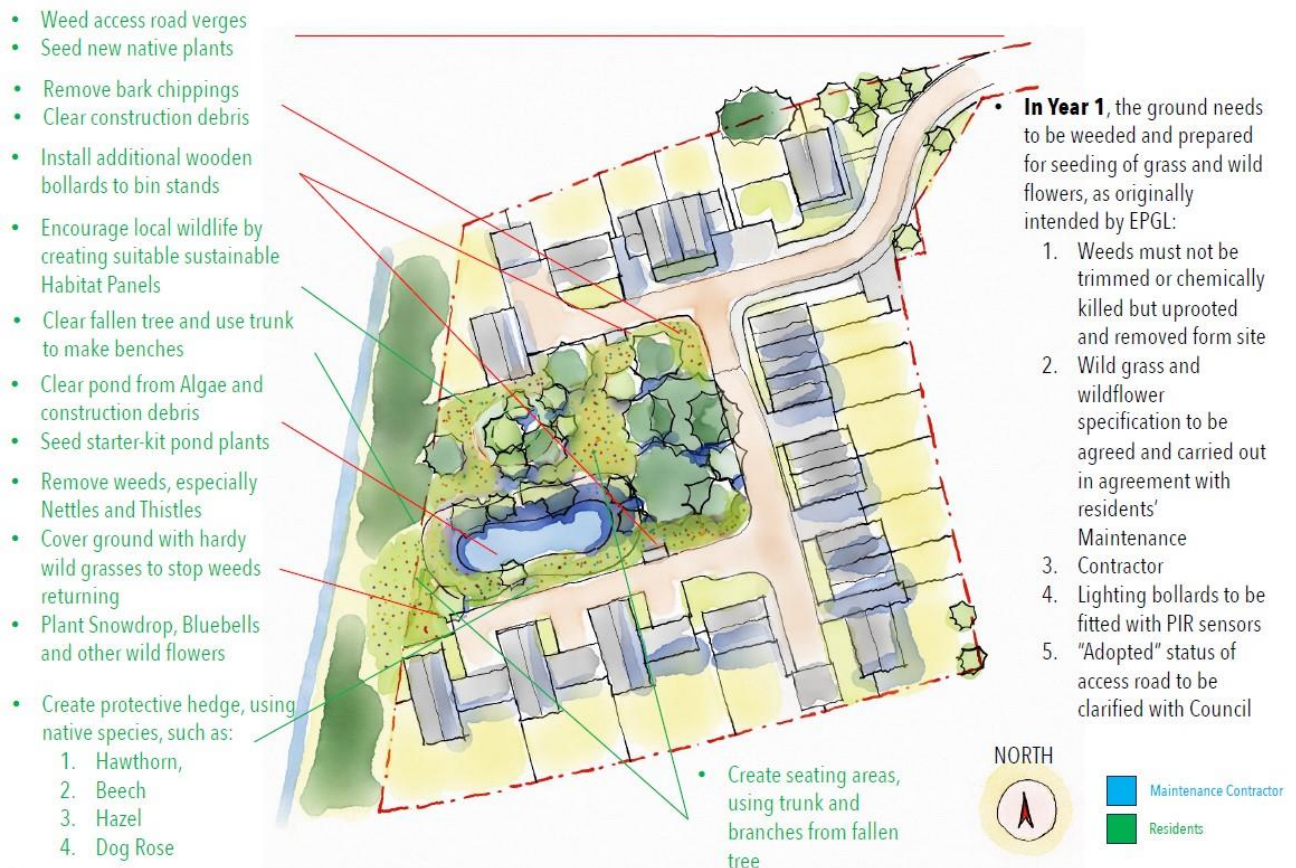 • Weed access road verges
• Seed new native plants
• Remove bark chippings
• Clear construction debris
• Install additional wooden
bollards to bin stands
• Encourage local wildlife by
creating suitable sustainable
Habitat Panels
• Clear fallen tree and use trunk
to make benches
• Clear pond from Algae and
construction debris
• Seed starter-kit pond plants
• Remove weeds, especially
Nettles and Thistles
• Cover ground with hardy
wild grasses to stop weeds
returning
• Plant Snowdrop, Bluebells
and other wild flowers
• Create protective hedge, using
native species, such as:
1. Hawthorn,
2. Beech
3. Hazel
4. Dog Rose
• Create seating areas,
using trunk and
branches from fallen
tree
• In Year 1, the ground needs
to be weeded and prepared
for seeding of grass and wild
flowers, as originally
intended by EPGL:
1. Weeds must not be
trimmed or chemically
killed but uprooted
and removed form site
2. Wild grass and
wildflower
specification to be
agreed and carried out
in agreement with
residents'
Maintenance
3. Contractor
4. Lighting bollards to be
fitted with PIR sensors
5. "Adopted" status of
access road to be
clarified with Council
NORTH
Maintenance Contractor
Residents